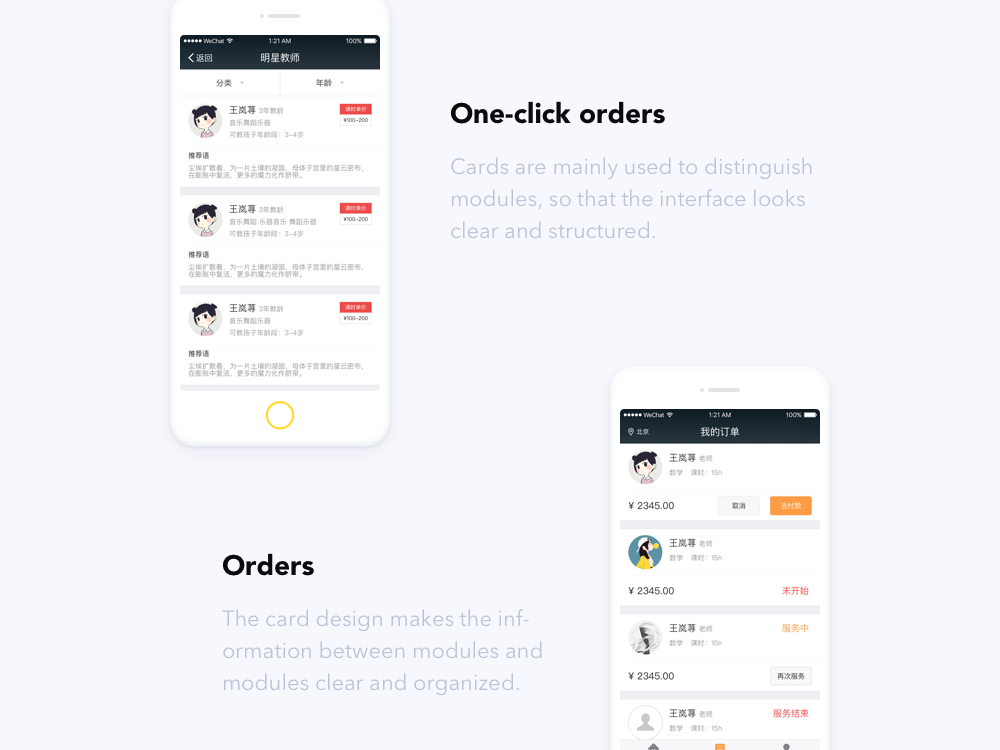 WeChat 1:21 AM 100%
返回 明星教师
分类 年龄
王岚荨 3年教龄 课时单价
音乐舞蹈乐器 ¥100-200
可教孩子年龄段：3-4岁
推荐语
尘埃扩散着，为一片土壤的凝固，母体子宫里的星云密布，
在膨胀中复活，更多的魔力化作脐带。
王岚荨 3年教龄 课时单价
音乐舞蹈 乐器音乐 舞蹈乐器 ¥100-200
可教孩子年龄段：3-4岁
推荐语
尘埃扩散着，为一片土壤的凝固，母体子宫里的星云密布，
在膨胀中复活，更多的魔力化作脐带。
王岚荨 3年教龄 课时单价
音乐舞蹈乐器 ¥100-200
可教孩子年龄段：3-4岁
推荐语
尘埃扩散着，为一片土壤的凝固，母体子宫里的星云密布，
在膨胀中复活，更多的魔力化作脐带。
One-click orders
Cards are mainly used to distinguish
modules, so that the interface looks
clear and structured.
Orders
The card design makes the inf-
ormation between modules and
modules clear and organized.
WeChat 1:21 AM 100%
北京 我的订单
王岚荨 老师
数学 课时：15h
¥ 2345.00 取消 去付款
王岚荨 老师
数学 课时：15h
¥ 2345.00 未开始
王岚荨 老师 服务中
数学 课时：15h
¥ 2345.00 再次服务
王岚荨 老师 服务结束
数学 课时：15h